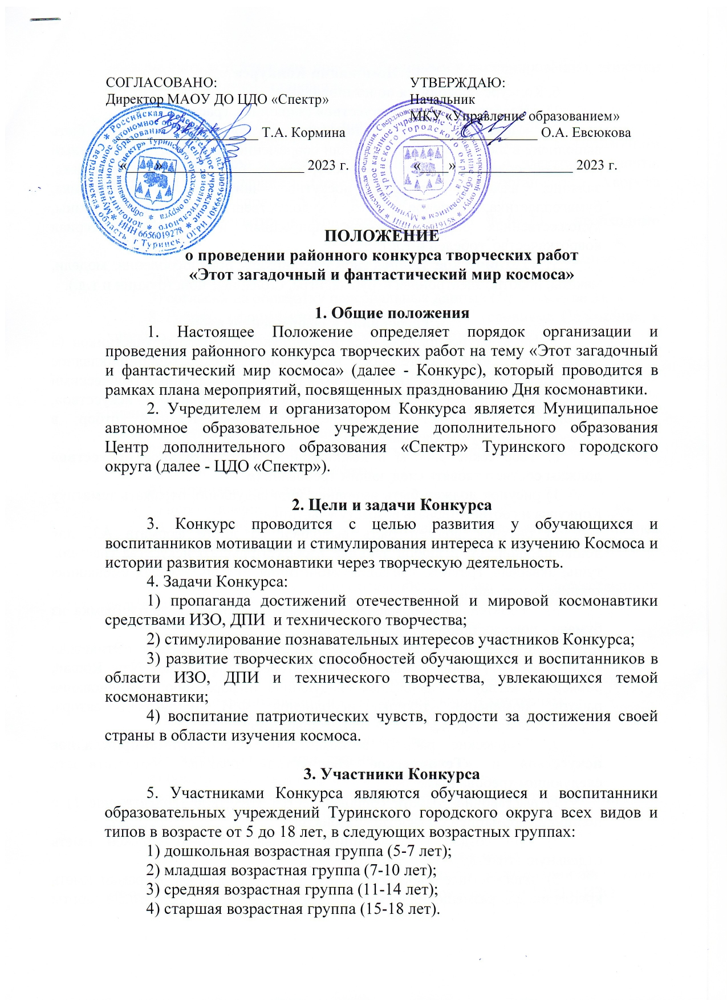 СОГЛАСОВАНО:
Директор МАОУ ДО ЦДО «Спектр»
____________________ Т.А. Кормина
«____»____________________ 2023 г.
УТВЕРЖДАЮ:
Начальник
МКУ «Управление образованием»
_________________ О.А. Евсюкова
«____»________________ 2023 г.
ПОЛОЖЕНИЕ
о проведении районного конкурса творческих работ
«Этот загадочный и фантастический мир космоса»
1. Общие положения
1. Настоящее Положение определяет порядок организации и
проведения районного конкурса творческих работ на тему «Этот загадочный
и фантастический мир космоса» (далее - Конкурс), который проводится в
рамках плана мероприятий, посвященных празднованию Дня космонавтики.
2. Учредителем и организатором Конкурса является Муниципальное
автономное образовательное учреждение дополнительного образования
Центр дополнительного образования «Спектр» Туринского городского
округа (далее - ЦДО «Спектр»).
2. Цели и задачи Конкурса
3. Конкурс проводится с целью развития у обучающихся и
воспитанников мотивации и стимулирования интереса к изучению Космоса и
истории развития космонавтики через творческую деятельность.
4. Задачи Конкурса:
1) пропаганда достижений отечественной и мировой космонавтики
средствами ИЗО, ДПИ и технического творчества;
2) стимулирование познавательных интересов участников Конкурса;
3) развитие творческих способностей обучающихся и воспитанников в
области ИЗО, ДПИ и технического творчества, увлекающихся темой
космонавтики;
4) воспитание патриотических чувств, гордости за достижения своей
страны в области изучения космоса.
3. Участники Конкурса
5. Участниками Конкурса являются обучающиеся и воспитанники
образовательных учреждений Туринского городского округа всех видов и
типов в возрасте от 5 до 18 лет, в следующих возрастных группах:
1) дошкольная возрастная группа (5-7 лет);
2) младшая возрастная группа (7-10 лет);
3) средняя возрастная группа (11-14 лет);
4) старшая возрастная группа (15-18 лет).